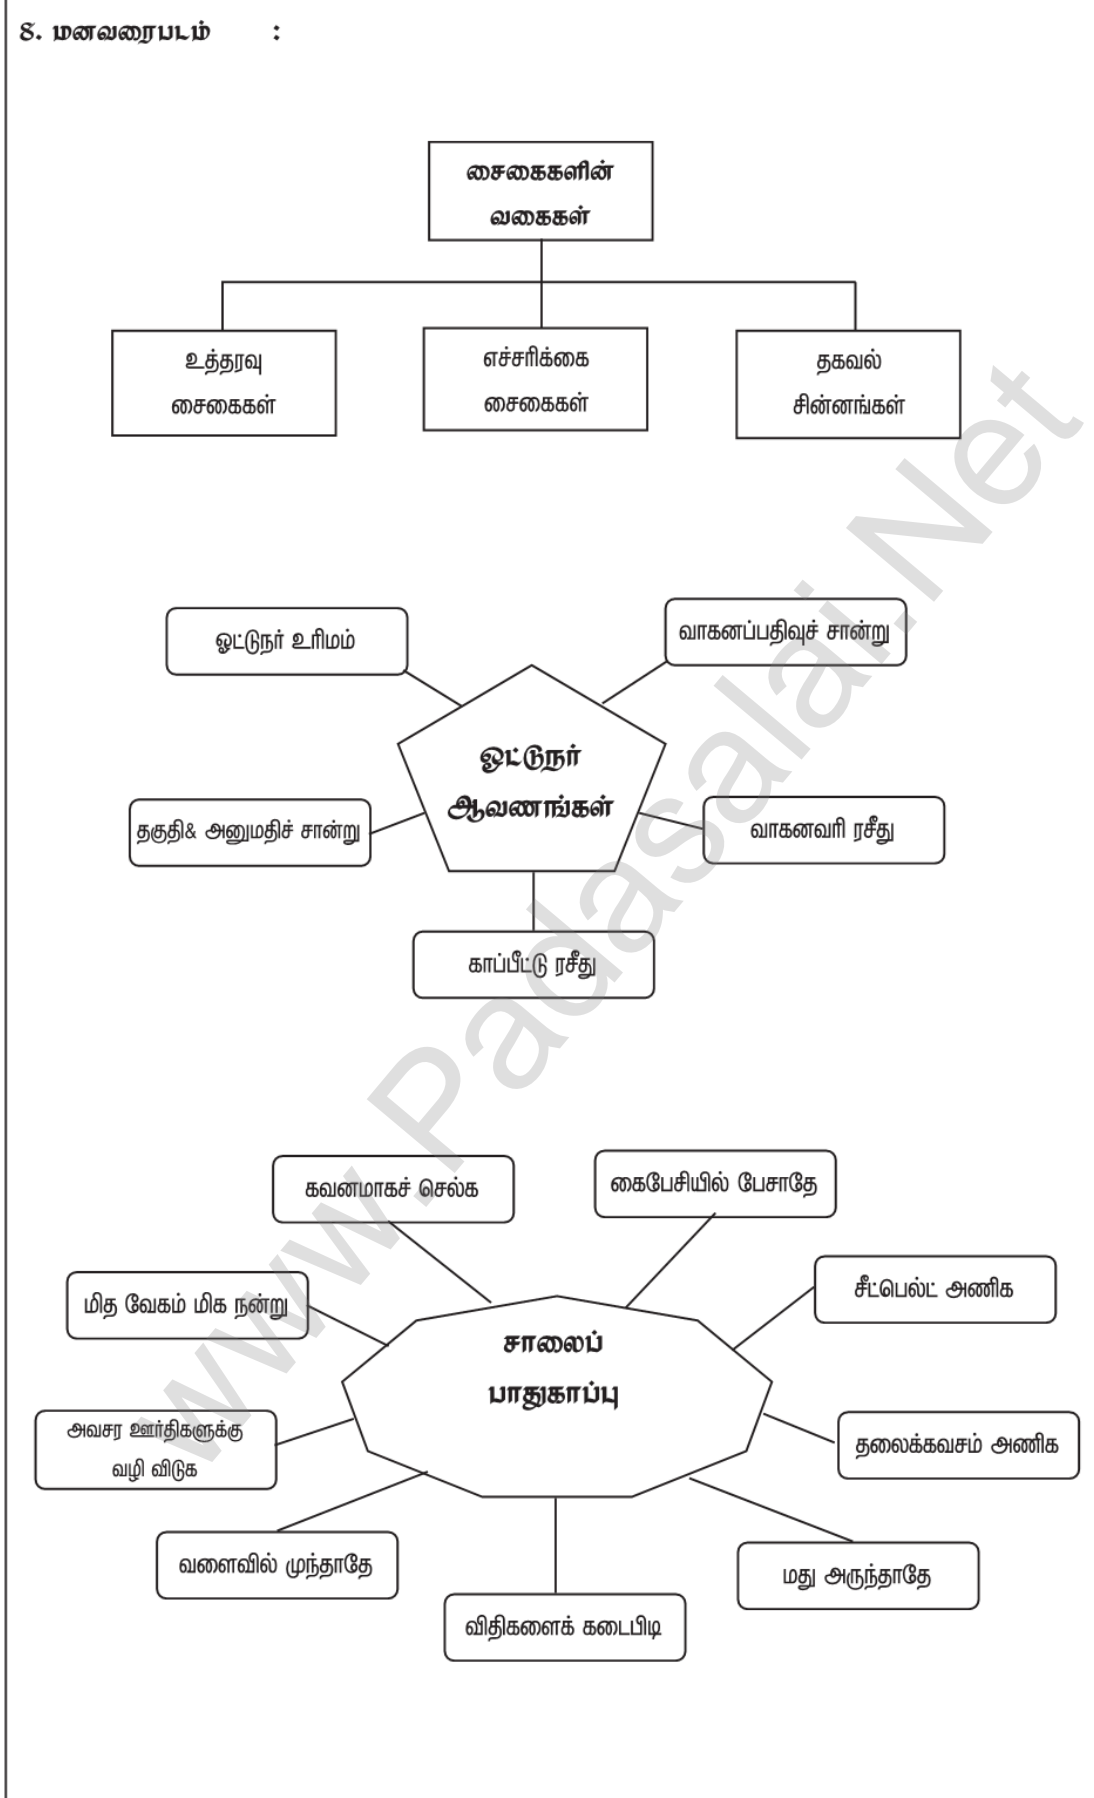 8. மனவரைபடம் :
சைகைகளின்
வகைகள்
உத்தரவு
சைகைகள்
எச்சரிக்கை
சைகைகள்
தகவல்
சின்னங்கள்
ஓட்டுநர் உரிமம்
வாகனப்பதிவுச் சான்று
ஓட்டுநர்
ஆவணங்கள்
தகுதி& அனுமதிச் சான்று
வாகனவரி ரசீது
காப்பீட்டு ரசீது
கவனமாகச் செல்க
கைபேசியில் பேசாதே
மித வேகம் மிக நன்று
சீட்பெல்ட் அணிக
சாலைப்
பாதுகாப்பு
அவசர ஊர்திகளுக்கு
வழி விடுக
தலைக்கவசம் அணிக
வளைவில் முந்தாதே
மது அருந்தாதே
விதிகளைக் கடைபிடி
www.Padasalai.Net